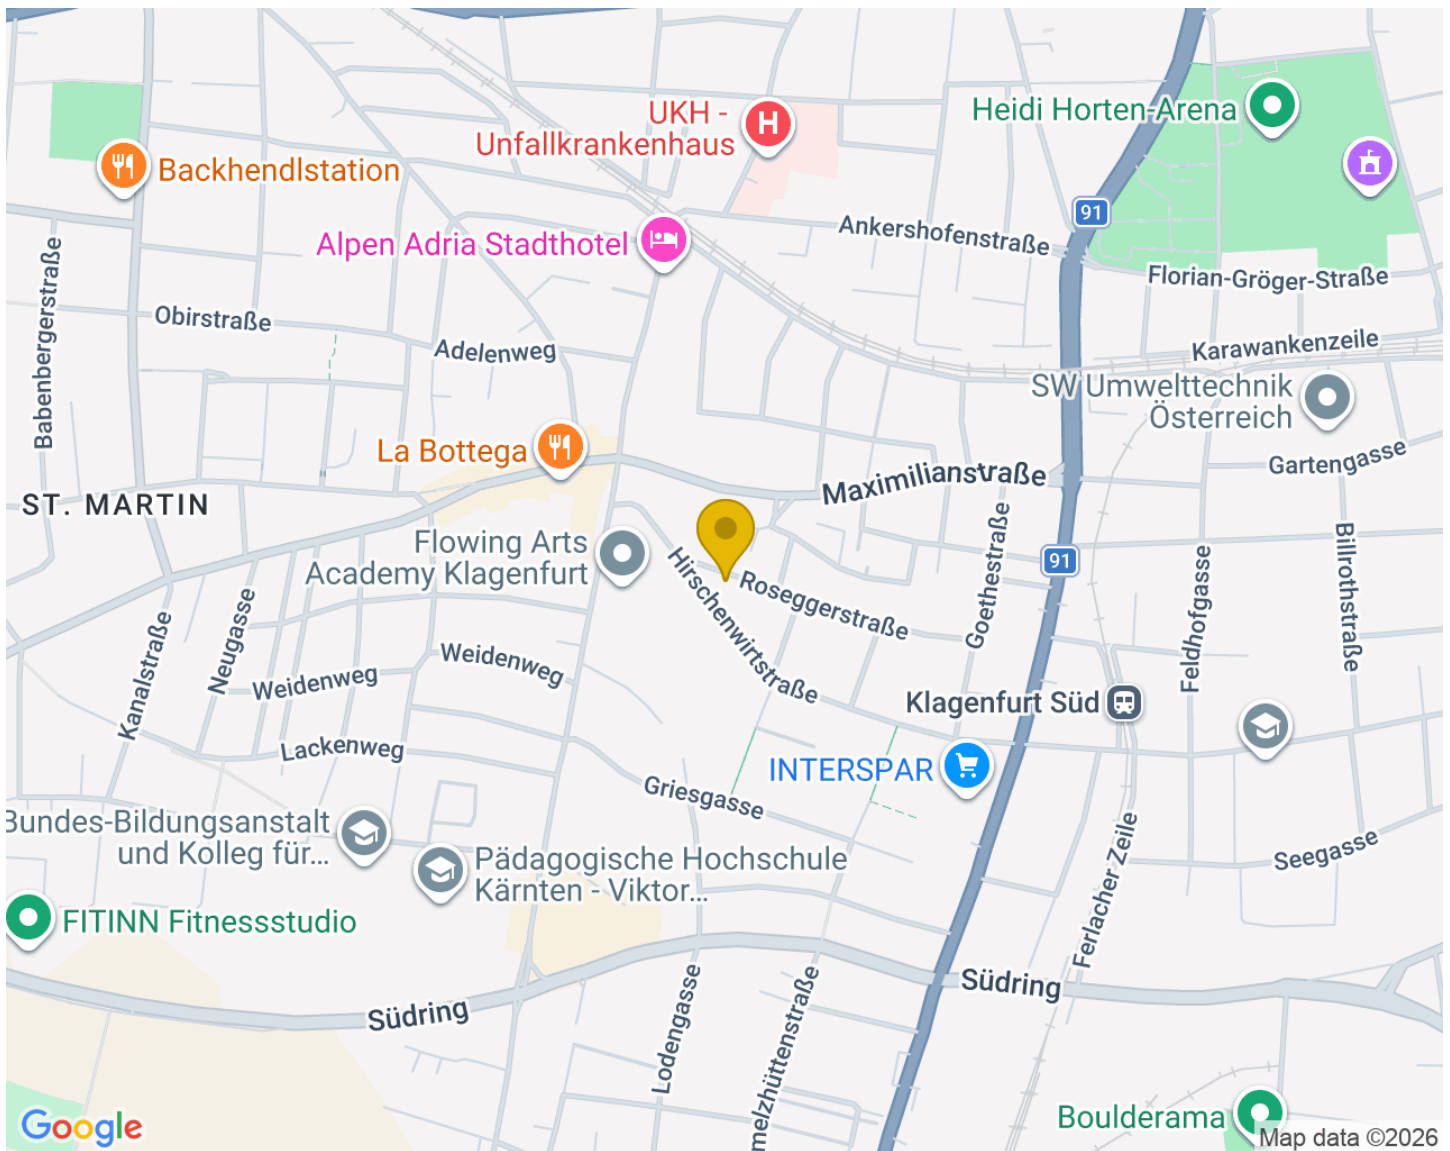 Heidi Horten-Arena
UKH -
Unfallkrankenhaus
H
Backhendlstation
91
Ankershofenstraße
Alpen Adria Stadthotel
Florian-Gröger-Straße
Babenbergerstraße
Obirstraße
Adelenweg
Karawankenzeile
SW Umwelttechnik
Österreich
La Bottega
Gartengasse
Maximilianstraße
ST. MARTIN
Flowing Arts
Academy Klagenfurt
91
Goethestraße
Billrothstraße
Feldhofgasse
Hirschenwirtstraße
Roseggerstraße
Neugasse
Kanalstraße
Weidenweg
Weidenweg
Klagenfurt Süd
Lackenweg
INTERSPAR
Griesgasse
Bundes-Bildungsanstalt
und Kolleg für...
Pädagogische Hochschule
Kärnten - Viktor...
Seegasse
Ferlacher Zeile
FITINN Fitnessstudio
Südring
Südring
Lodengasse
melzhüttenstraße
Boulderama
Google
Map data ©2026